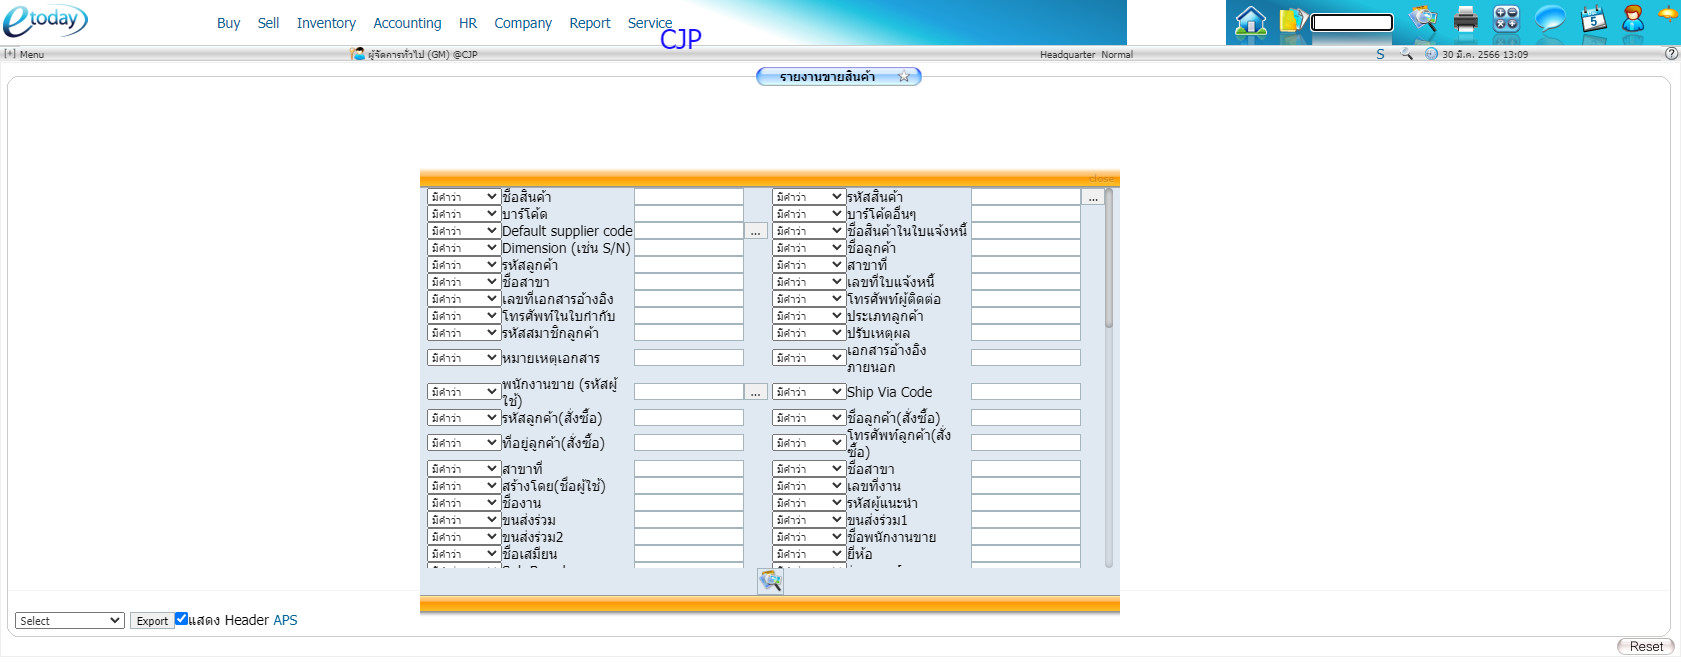 etoday
Buy Sell Inventory Accounting HR Company Report Service
CJP
[+] Menu ผู้จัดการทั่วไป (GM) @CJP Headquarter Normal S 30 มี.ค. 2566 13:09
รายงานขายสินค้า
close
มีคำว่า ชื่อสินค้า มีคำว่า รหัสสินค้า ...
มีคำว่า บาร์โค้ด มีคำว่า บาร์โค้ดอื่นๆ
มีคำว่า Default supplier code ... มีคำว่า ชื่อสินค้าในใบแจ้งหนี้
มีคำว่า Dimension (เช่น S/N) มีคำว่า ชื่อลูกค้า
มีคำว่า รหัสลูกค้า มีคำว่า สาขาที่
มีคำว่า ชื่อสาขา มีคำว่า เลขที่ใบแจ้งหนี้
มีคำว่า เลขที่เอกสารอ้างอิง มีคำว่า โทรศัพท์ผู้ติดต่อ
มีคำว่า โทรศัพท์ในใบกำกับ มีคำว่า ประเภทลูกค้า
มีคำว่า รหัสสมาชิกลูกค้า มีคำว่า ปรับเหตุผล
มีคำว่า หมายเหตุเอกสาร มีคำว่า เอกสารอ้างอิง
ภายนอก
มีคำว่า พนักงานขาย (รหัสผู้
ใช้) ... มีคำว่า Ship Via Code
มีคำว่า รหัสลูกค้า(สั่งซื้อ) มีคำว่า ชื่อลูกค้า(สั่งซื้อ)
มีคำว่า ที่อยู่ลูกค้า(สั่งซื้อ) มีคำว่า โทรศัพท์ลูกค้า(สั่ง
ซื้อ)
มีคำว่า สาขาที่ มีคำว่า ชื่อสาขา
มีคำว่า สร้างโดย(ชื่อผู้ใช้) มีคำว่า เลขที่งาน
มีคำว่า ชื่องาน มีคำว่า รหัสผู้แนะนำ
มีคำว่า ขนส่งร่วม มีคำว่า ขนส่งร่วม1
มีคำว่า ขนส่งร่วม2 มีคำว่า ชื่อพนักงานขาย
มีคำว่า ชื่อเสมียน มีคำว่า ยี่ห้อ
Select Export แสดง Header APS
Reset